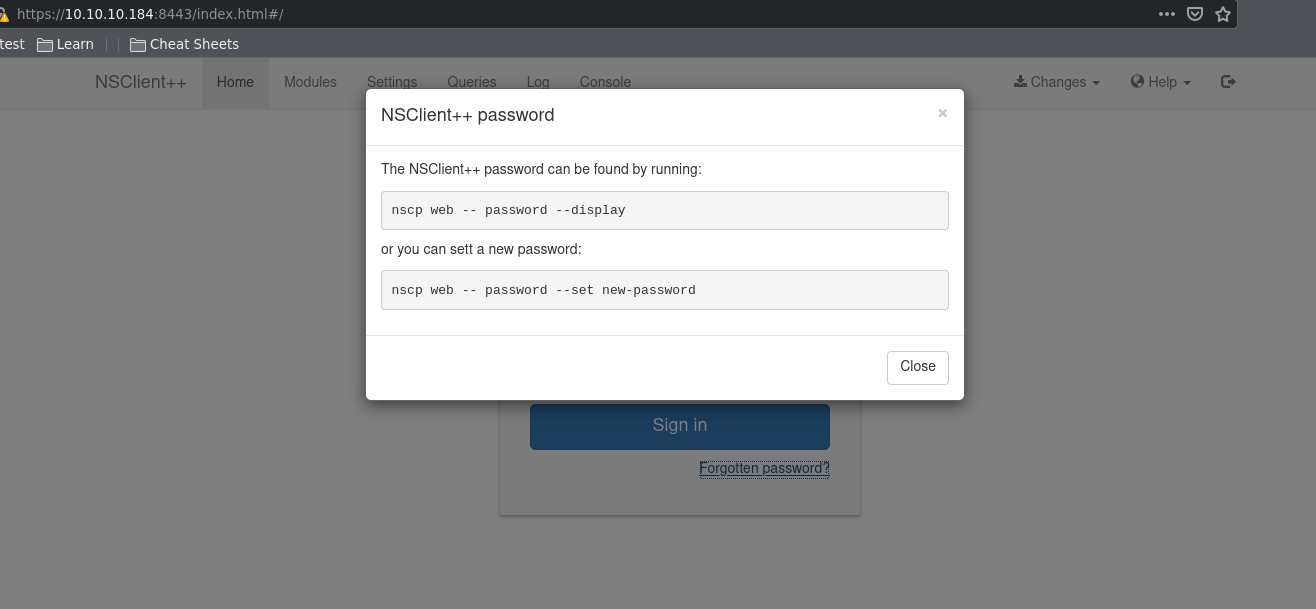 https://10.10.10.184:8443/index.html#/
test Learn Cheat Sheets
NSClient++ Home Modules Settings Queries Log Console Changes Help
NSClient++ password ×
The NSClient++ password can be found by running:
nscp web -- password --display
or you can sett a new password:
nscp web -- password --set new-password
Close
Sign in
Forgotten password?